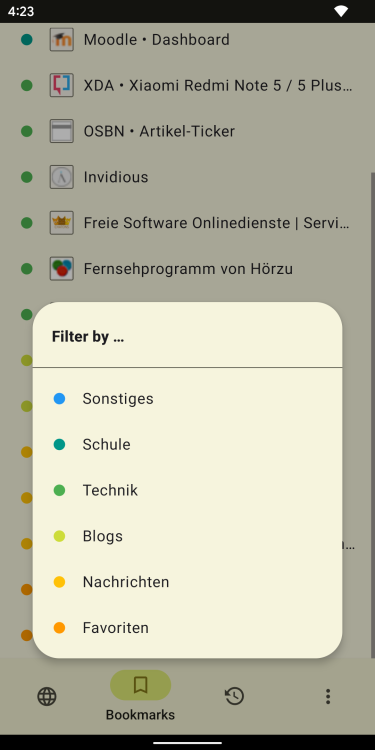 4:23
Moodle • Dashboard
XDA • Xiaomi Redmi Note 5 / 5 Plus…
OSBN • Artikel-Ticker
Invidious
Freie Software Onlinedienste | Servi…
Fernsehprogramm von Hörzu
Filter by …
Sonstiges
Schule
Technik
Blogs
Nachrichten
Favoriten
Bookmarks